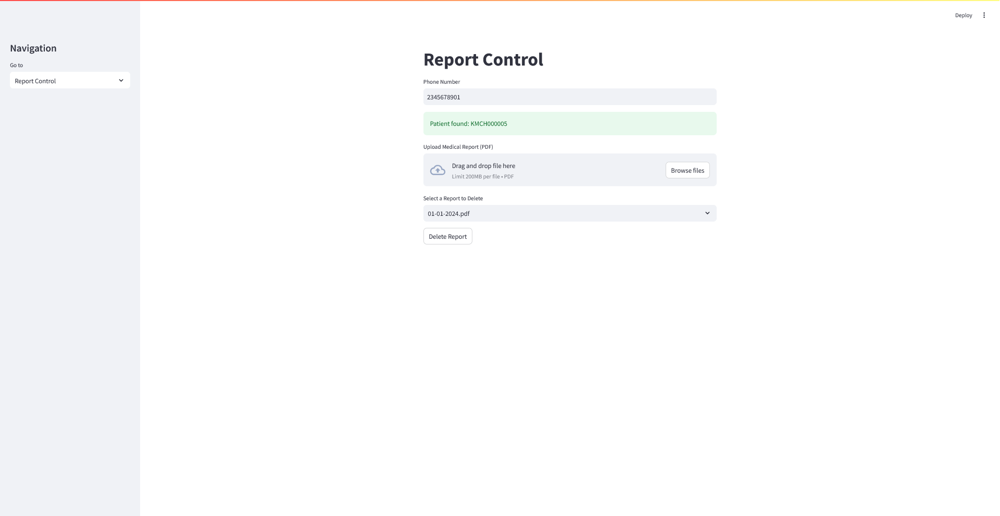 Deploy
Navigation
Go to
Report Control
Report Control
Phone Number
2345678901
Patient found: KMCH000005
Upload Medical Report (PDF)
Drag and drop file here
Limit 200MB per file • PDF
Browse files
Select a Report to Delete
01-01-2024.pdf
Delete Report